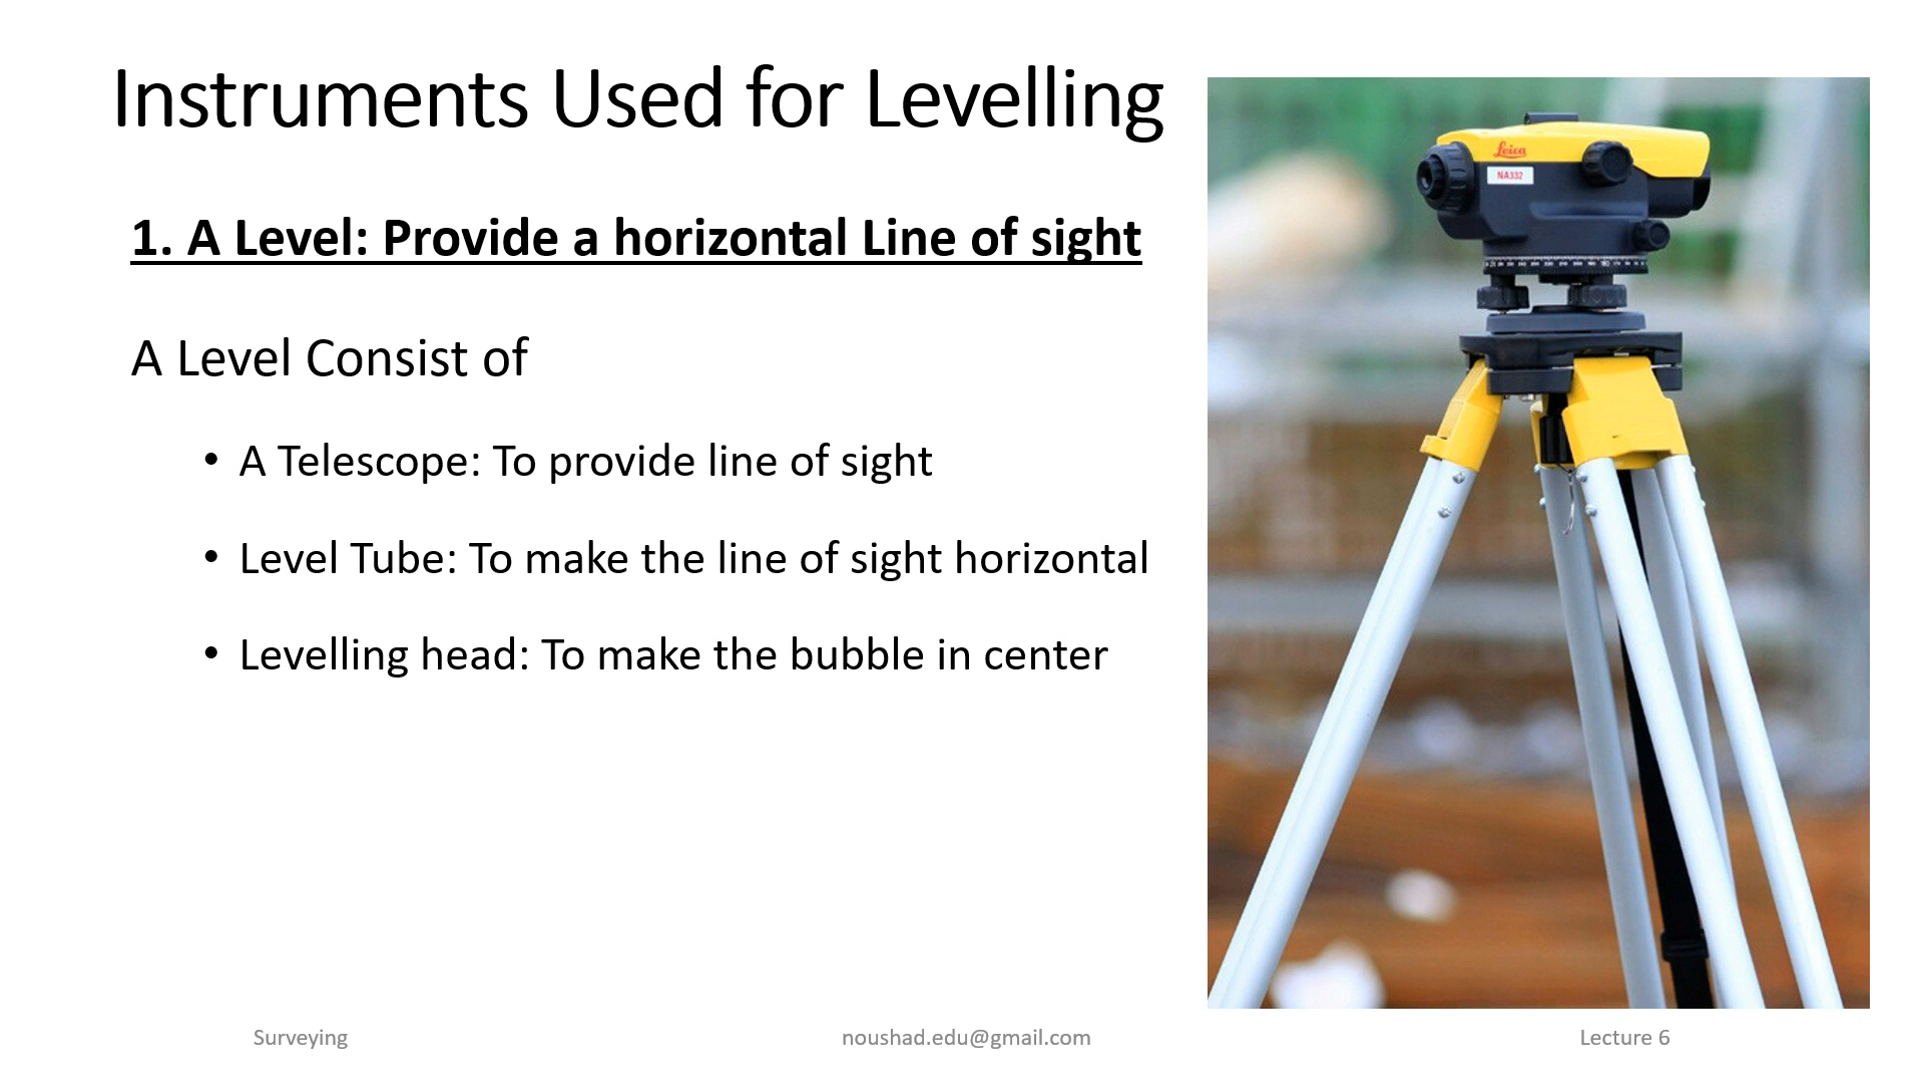 Instruments Used for Levelling
1. A Level: Provide a horizontal Line of sight
A Level Consist of
• A Telescope: To provide line of sight
• Level Tube: To make the line of sight horizontal
• Levelling head: To make the bubble in center
Leica
NA332
Surveying
noushad.edu@gmail.com
Lecture 6